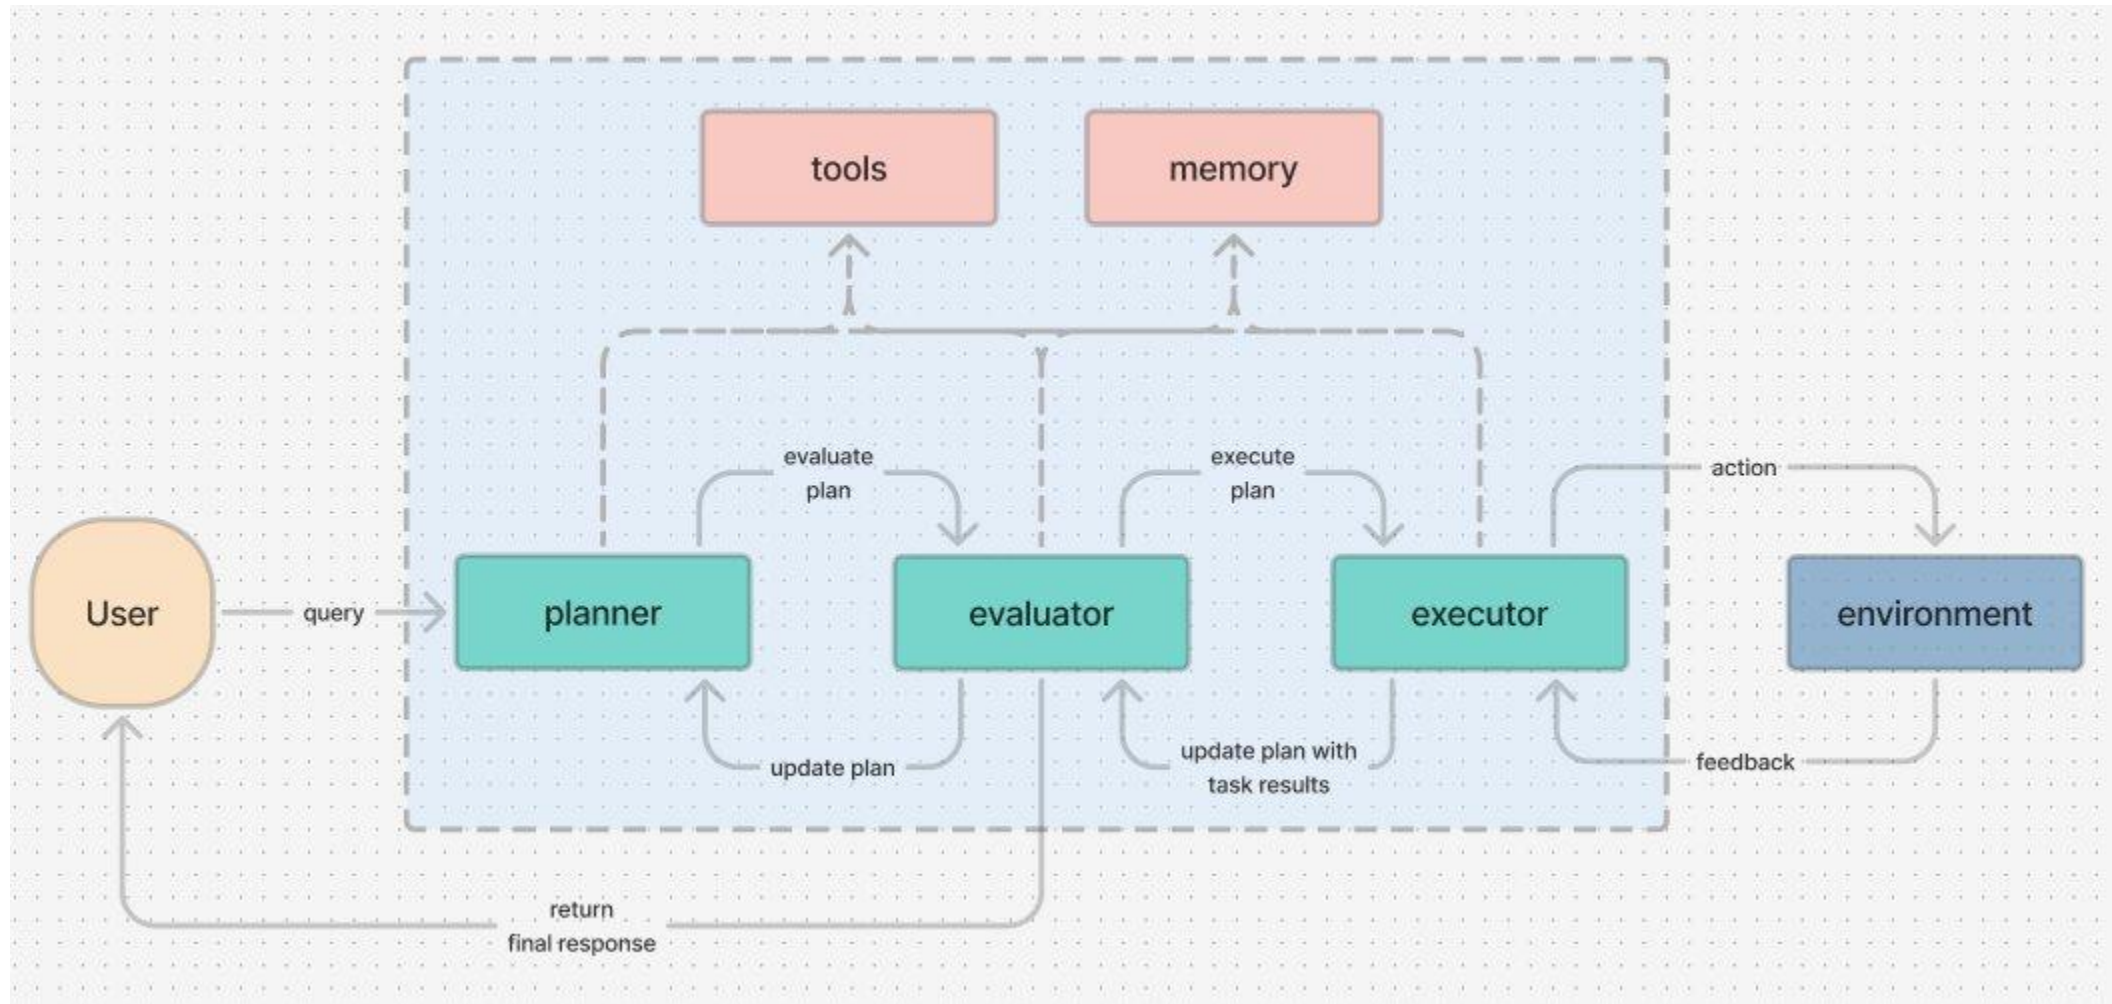 tools
memory
evaluate
plan
execute
plan
action
User
query
planner
evaluator
executor
environment
update plan
update plan with
task results
feedback
return
final response